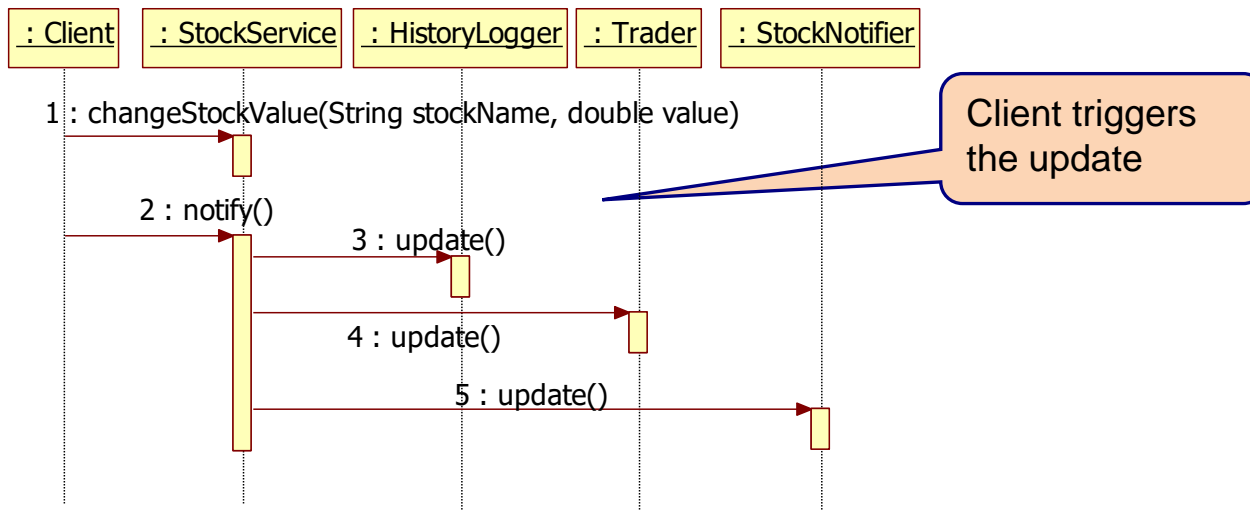 : Client
: StockService
: HistoryLogger
: Trader
: StockNotifier
1 : changeStockValue(String stockName, double value)
Client triggers
the update
2 : notify()
3 : update()
4 : update()
5 : update()